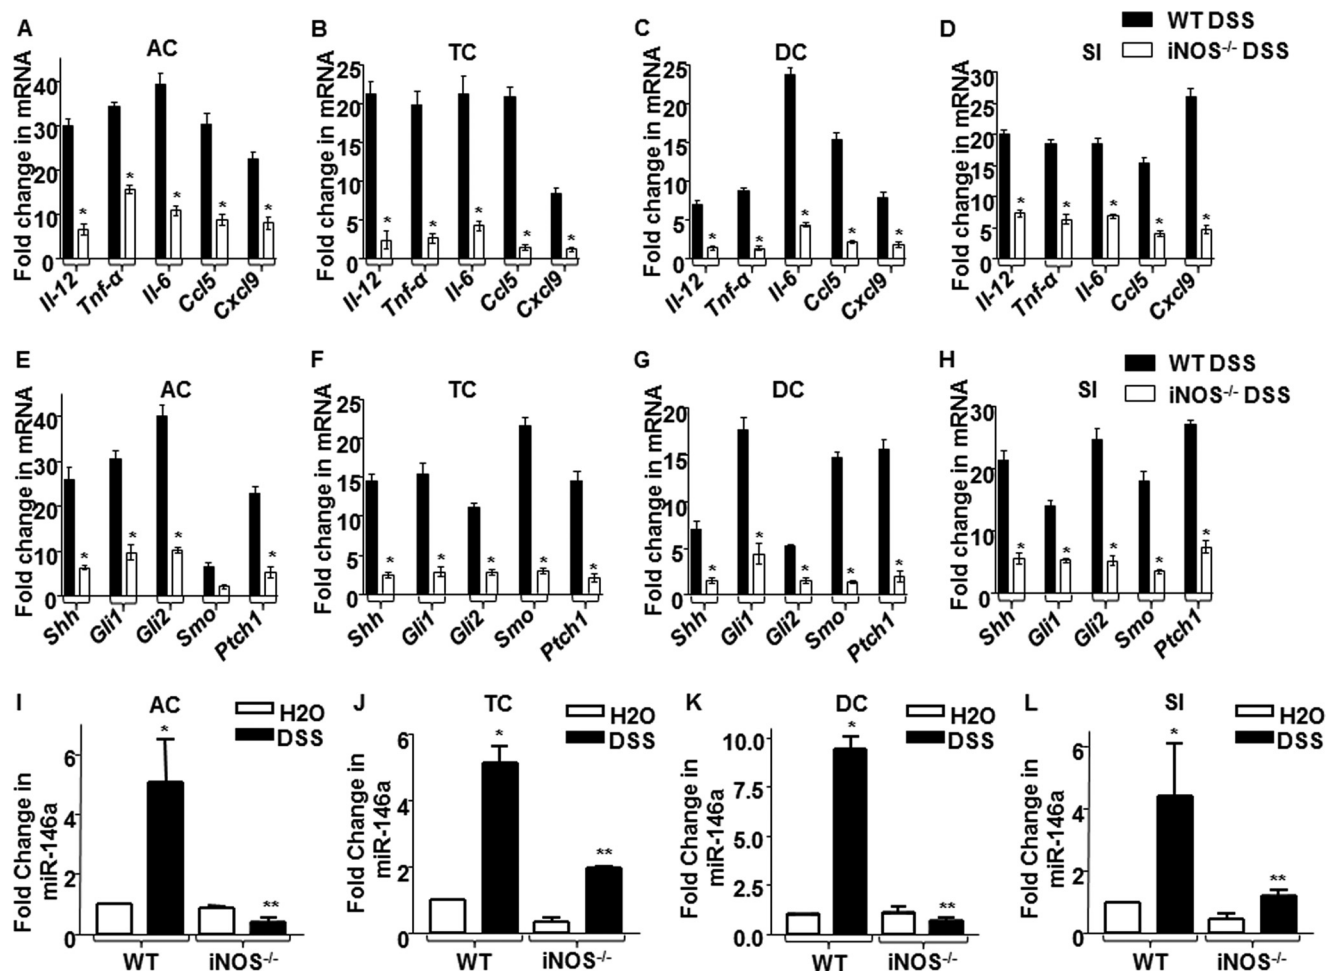 A
AC
Fold change in mRNA
40
30
20
10
0
Il-12
Tnf-α
Il-6
Ccl5
Cxcl9
*
*
*
*
*
B
TC
Fold change in mRNA
25
20
15
10
5
0
Il-12
Tnf-α
Il-6
Ccl5
Cxcl9
*
*
*
*
*
C
DC
Fold change in mRNA
25
20
15
10
5
0
Il-12
Tnf-α
Il-6
Ccl5
Cxcl9
*
*
*
*
*
D
SI
WT DSS
iNOS-/- DSS
Fold change in mRNA
30
25
20
15
10
5
0
Il-12
Tnf-α
Il-6
Ccl5
Cxcl9
*
*
*
*
*
E
AC
Fold change in mRNA
40
30
20
10
0
Shh
Gli1
Gli2
Smo
Ptch1
*
*
*
*
F
TC
Fold change in mRNA
25
20
15
10
5
0
Shh
Gli1
Gli2
Smo
Ptch1
*
*
*
*
*
G
DC
Fold change in mRNA
20
15
10
5
0
Shh
Gli1
Gli2
Smo
Ptch1
*
*
*
*
*
H
SI
WT DSS
iNOS-/- DSS
Fold change in mRNA
30
20
10
0
Shh
Gli1
Gli2
Smo
Ptch1
*
*
*
*
*
I
AC
H2O
DSS
Fold Change in
miR-146a
6
4
2
0
*
**
WT
iNOS-/-
J
TC
H2O
DSS
Fold Change in
miR-146a
6
4
2
0
*
**
WT
iNOS-/-
K
DC
H2O
DSS
Fold Change in
miR-146a
10.0
7.5
5.0
2.5
0.0
*
**
WT
iNOS-/-
L
SI
H2O
DSS
Fold Change in
miR-146a
6
4
2
0
*
**
WT
iNOS-/-